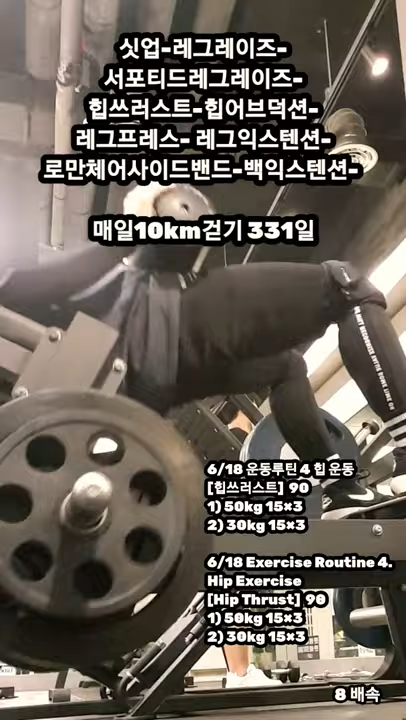 싯업-레그레이즈-
서포티드레그레이즈-
힙쓰러스트-힙어브덕션-
레그프레스- 레그익스텐션-
로만체어사이드밴드-백익스텐션-
매일10km걷기 331일
6/18 운동루틴 4 힙 운동
[힙쓰러스트] 90
1) 50kg 15×3
2) 30kg 15×3
6/18 Exercise Routine 4.
Hip Exercise
[Hip Thrust] 90
1) 50kg 15×3
2) 30kg 15×3
8 배속